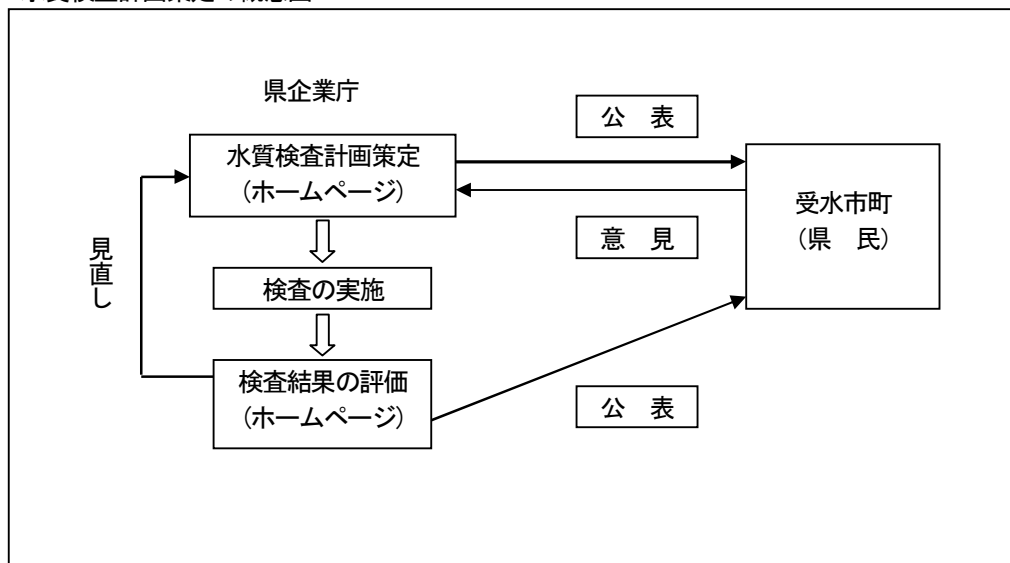 県企業庁
公　表
水質検査計画策定
（ホームページ）
受水市町
（県　民）
意　見
見直し
検査の実施
検査結果の評価
（ホームページ）
公　表